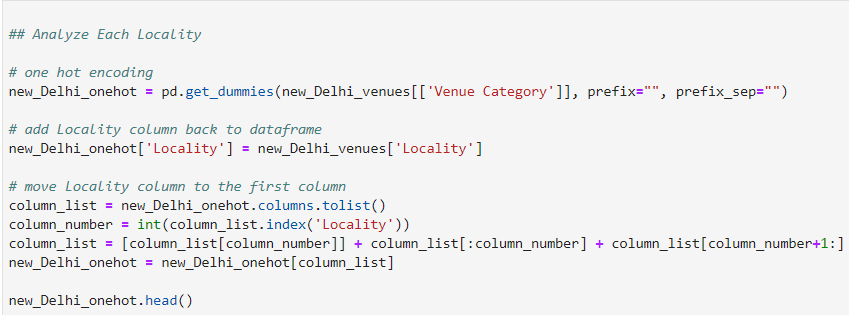 ## Analyze Each Locality
# one hot encoding
new_Delhi_onehot = pd.get_dummies(new_Delhi_venues[['Venue Category']], prefix="", prefix_sep="")
# add Locality column back to dataframe
new_Delhi_onehot['Locality'] = new_Delhi_venues['Locality']
# move Locality column to the first column
column_list = new_Delhi_onehot.columns.tolist()
column_number = int(column_list.index('Locality'))
column_list = [column_list[column_number]] + column_list[:column_number] + column_list[column_number+1:]
new_Delhi_onehot = new_Delhi_onehot[column_list]
new_Delhi_onehot.head()